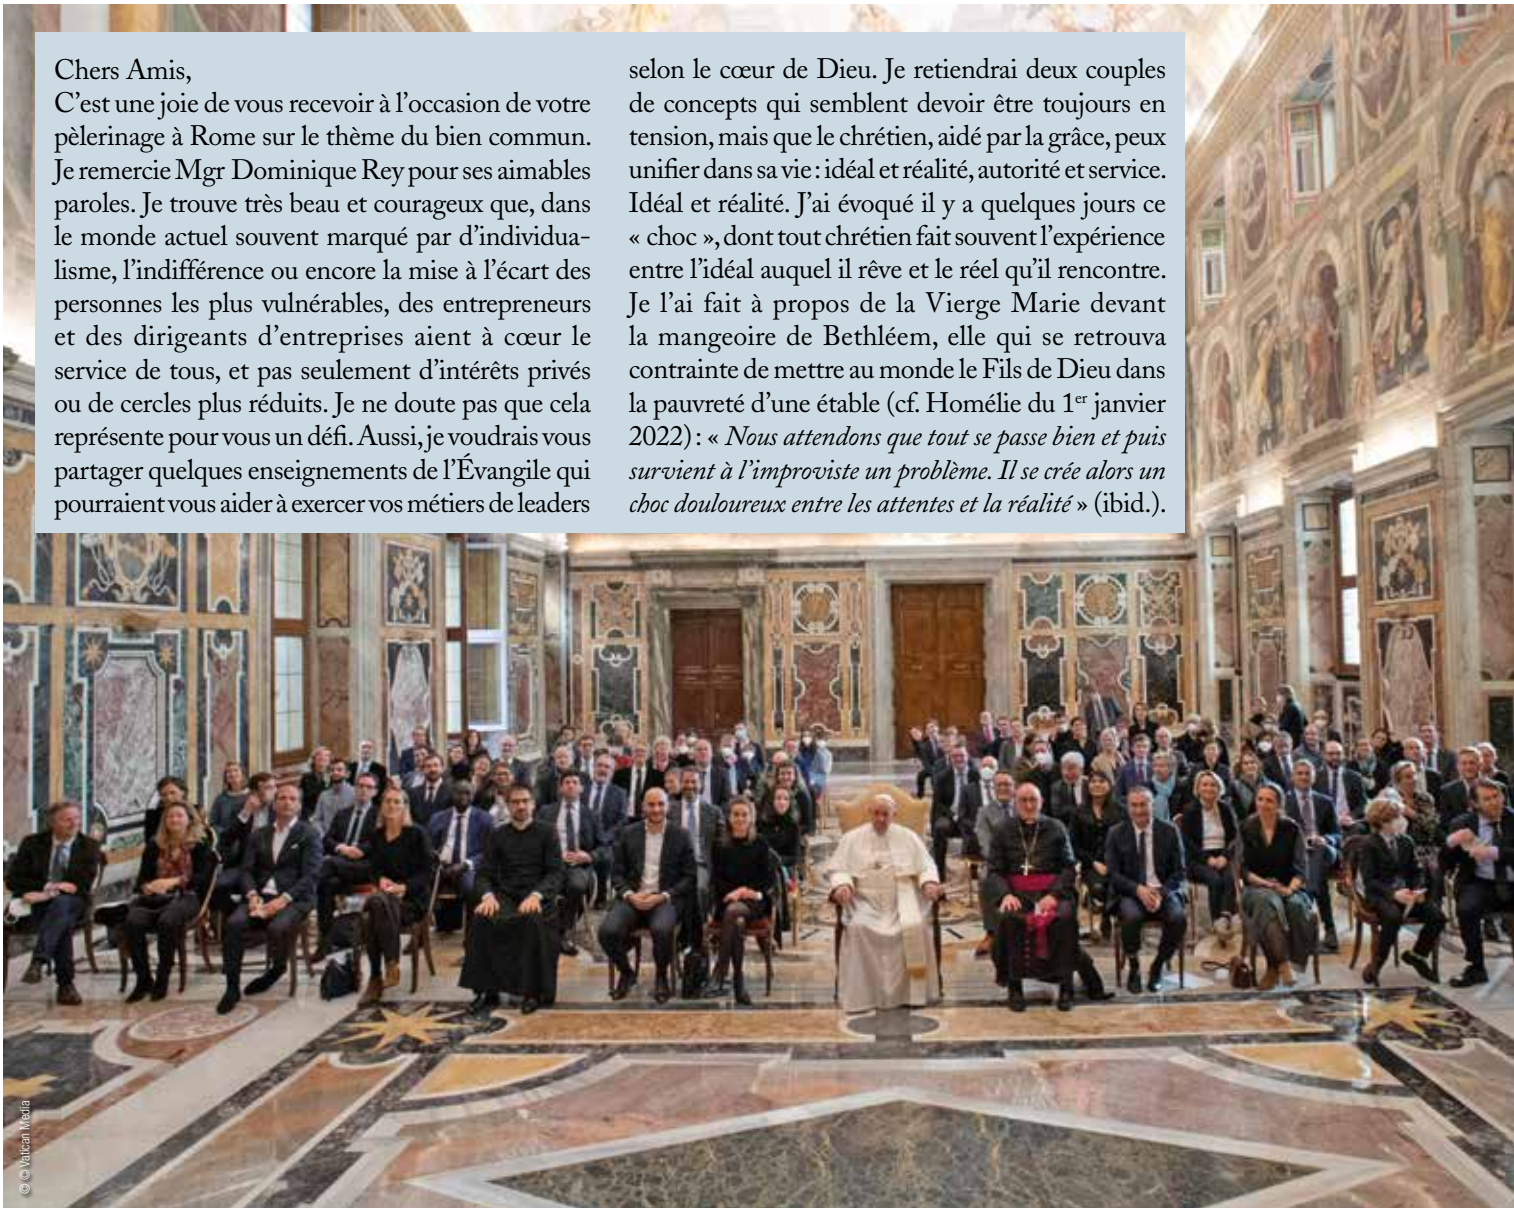 Chers Amis,
C’est une joie de vous recevoir à l’occasion de votre
pèlerinage à Rome sur le thème du bien commun.
Je remercie Mgr Dominique Rey pour ses aimables
paroles. Je trouve très beau et courageux que, dans
le monde actuel souvent marqué par d’individua-
lisme, l’indifférence ou encore la mise à l’écart des
personnes les plus vulnérables, des entrepreneurs
et des dirigeants d’entreprises aient à cœur le
service de tous, et pas seulement d’intérêts privés
ou de cercles plus réduits. Je ne doute pas que cela
représente pour vous un défi. Aussi, je voudrais vous
partager quelques enseignements de l’Évangile qui
pourraient vous aider à exercer vos métiers de leaders
selon le cœur de Dieu. Je retiendrai deux couples
de concepts qui semblent devoir être toujours en
tension, mais que le chrétien, aidé par la grâce, peux
unifier dans sa vie : idéal et réalité, autorité et service.
Idéal et réalité. J’ai évoqué il y a quelques jours ce
« choc », dont tout chrétien fait souvent l’expérience
entre l’idéal auquel il rêve et le réel qu’il rencontre.
Je l’ai fait à propos de la Vierge Marie devant
la mangeoire de Bethléem, elle qui se retrouva
contrainte de mettre au monde le Fils de Dieu dans
la pauvreté d’une étable (cf. Homélie du 1er janvier
2022) : « Nous attendons que tout se passe bien et puis
survient à l’improviste un problème. Il se crée alors un
choc douloureux entre les attentes et la réalité » (ibid.).
© © Vatican Media